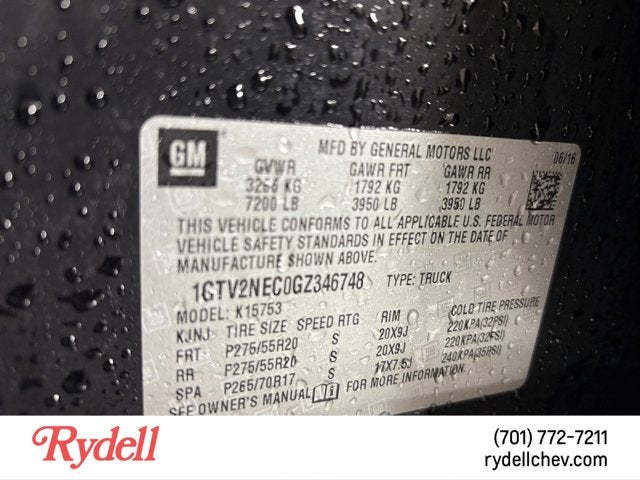 GM
MFD BY GENERAL MOTORS LLC 06/16
GVWR GAWR FRT GAWR RR
3266 KG 1792 KG 1792 KG
7200 LB 3950 LB 3950 LB
THIS VEHICLE CONFORMS TO ALL APPLICABLE U.S. FEDERAL MOTOR
VEHICLE SAFETY STANDARDS IN EFFECT ON THE DATE OF
MANUFACTURE SHOWN ABOVE.
1GTV2NEC0GZ346748 TYPE: TRUCK
MODEL: K15753
KJNJ TIRE SIZE SPEED RTG RIM COLD TIRE PRESSURE
FRT P275/55R20 S 20X9J 220KPA(32PSI)
RR P275/55R20 S 20X9J 220KPA(32PSI)
SPA P265/70R17 S 17X7.5J 240KPA(35PSI)
SEE OWNER'S MANUAL FOR MORE INFORMATION.
Rydell
(701) 772-7211
rydellchev.com